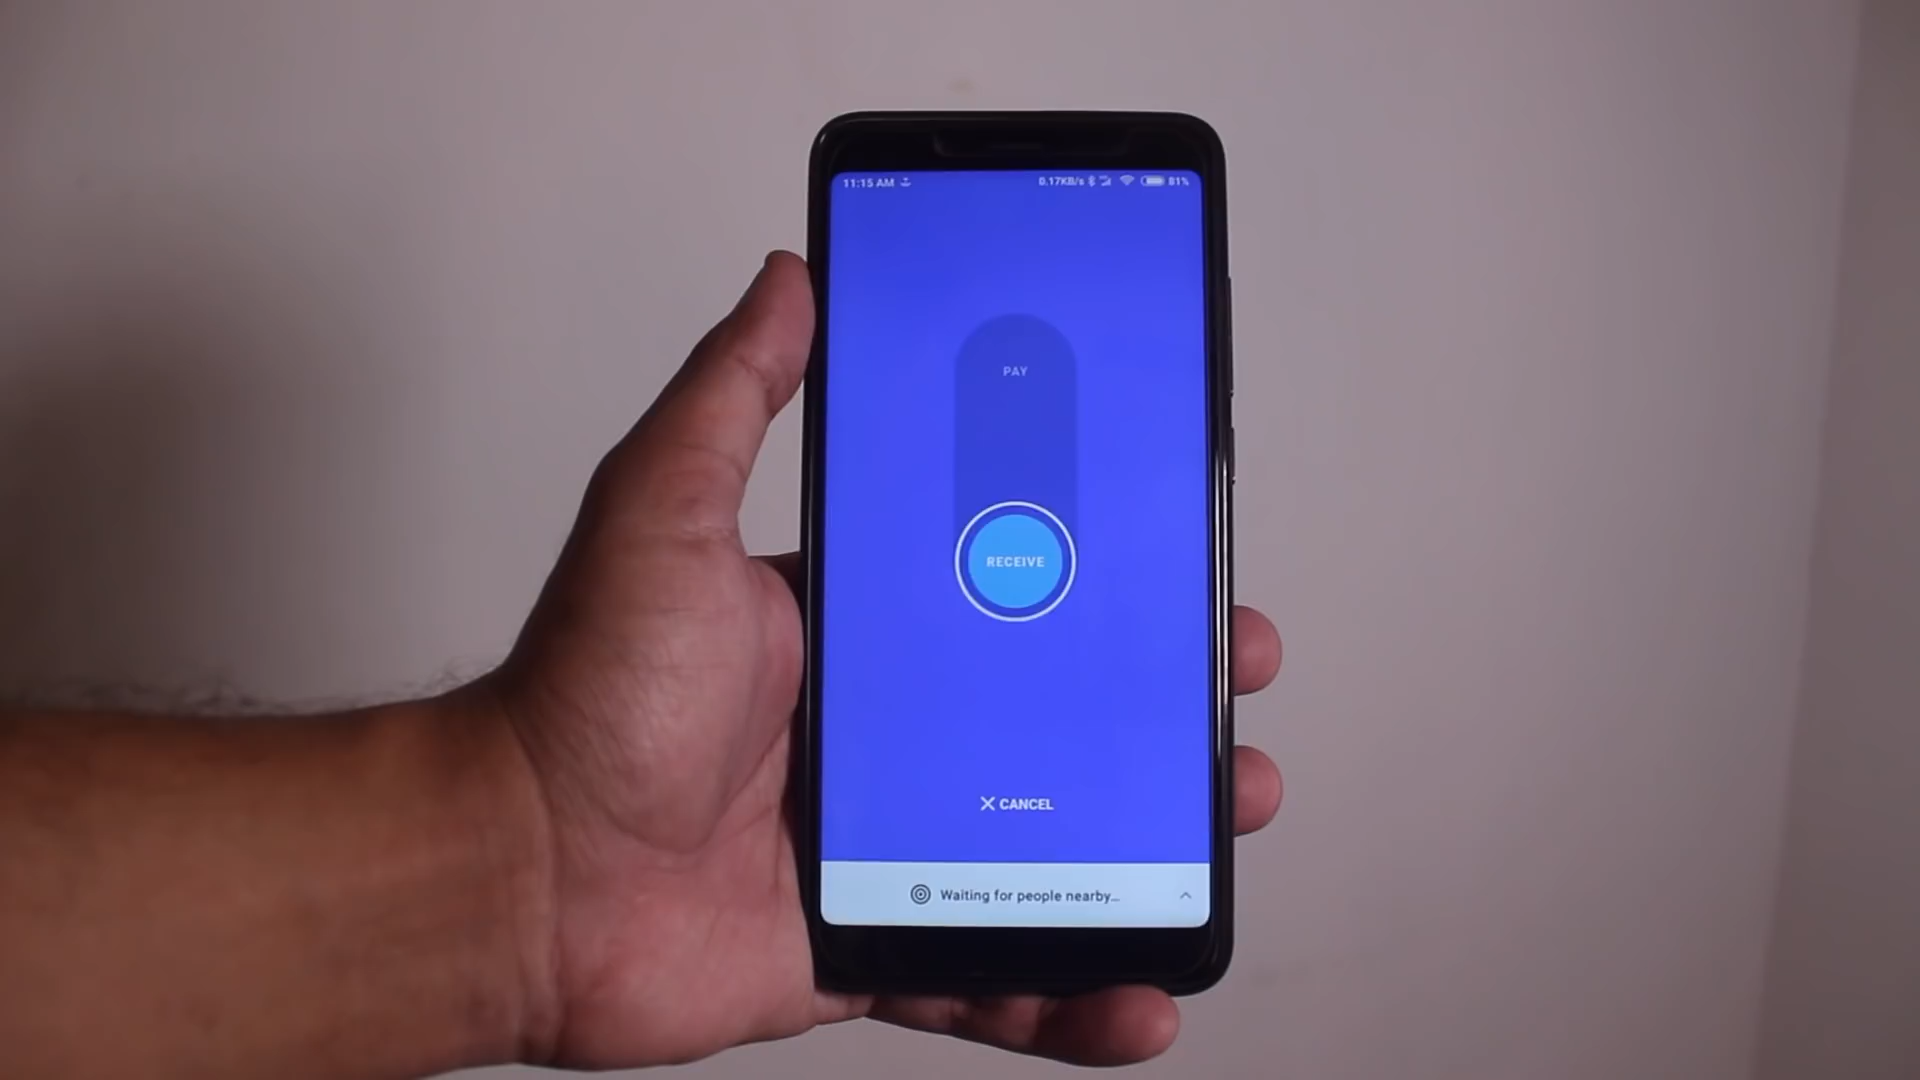 11:15 AM 0.17KB/s 81%
PAY
RECEIVE
CANCEL
Waiting for people nearby...